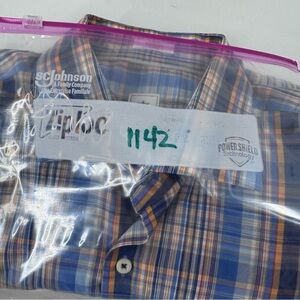 SC Johnson
A Family Company
Ziploc
1142
POWER SHIELD
Technology